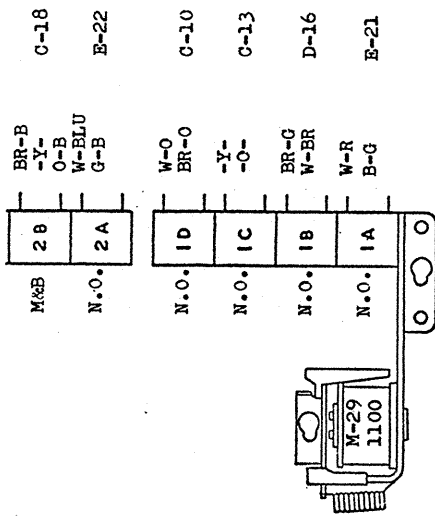 M&B 2B BR-B C-18
-Y-
O-B
N.O. 2A W-BLU E-22
G-B
N.O. 1D W-O C-10
BR-O
N.O. 1C -Y- C-13
-O-
N.O. 1B BR-G D-16
W-BR
N.O. 1A W-R E-21
B-G
M-29
1100